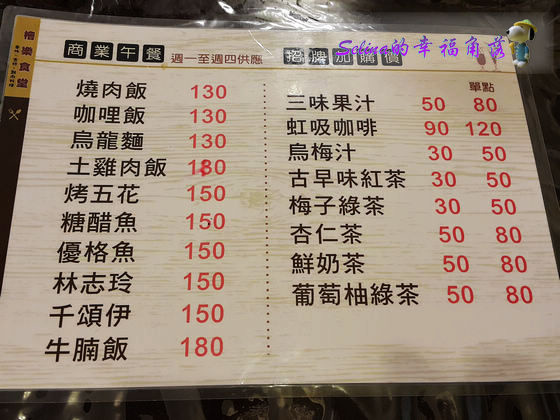 檜樂食堂
商業午餐 週一至週四供應
燒肉飯 130
咖哩飯 130
烏龍麵 130
土雞肉飯 180
烤五花 150
糖醋魚 150
優格魚 150
林志玲 150
千頌伊 150
牛腩飯 180
招牌加購價
單點
三味果汁 50 80
虹吸咖啡 90 120
烏梅汁 30 50
古早味紅茶 30 50
梅子綠茶 30 50
杏仁茶 50 80
鮮奶茶 50 80
葡萄柚綠茶 50 80
Selina的幸福角落